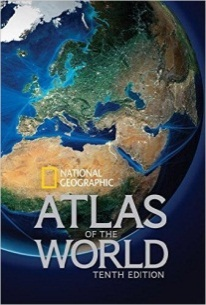 NATIONAL
GEOGRAPHIC
ATLAS
OF THE
WORLD
TENTH EDITION